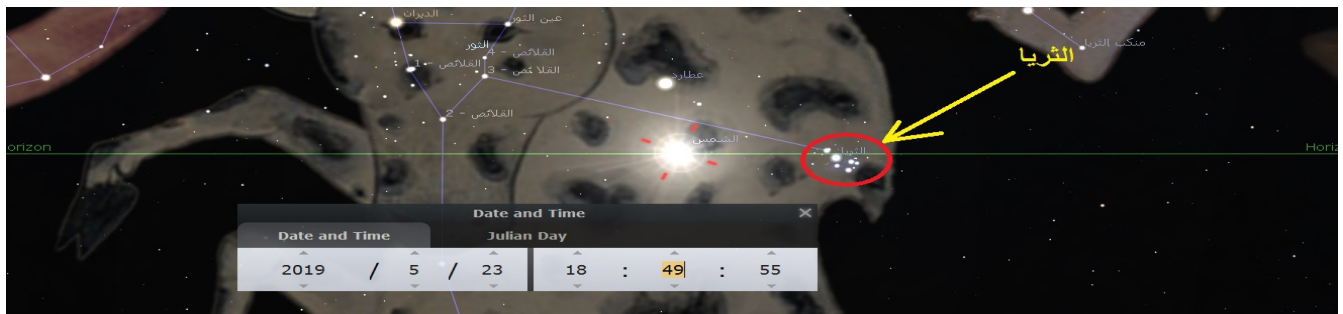 الدبران
عين الثور
الثور
القلائص - 4
القلائص - 3
القلائص - 1
القلائص - 2
عطارد
الشمس
منكب الثريا
الثريا
الثريا
orizon
Horiz
Date and Time ×
Date and Time Julian Day
2019 / 5 / 23 18 : 49 : 55